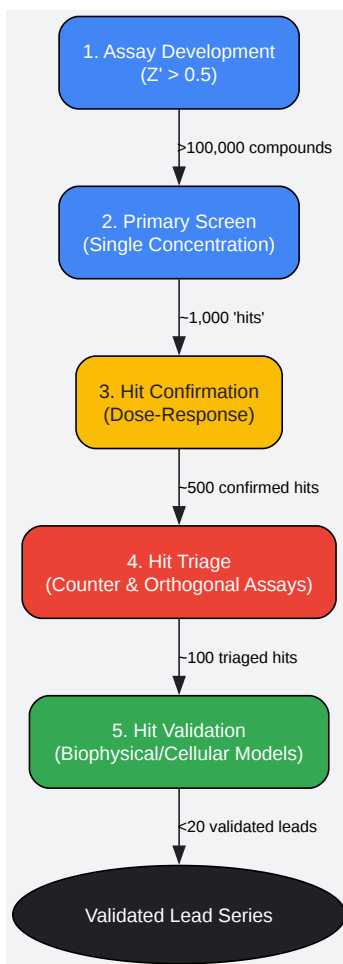 1. Assay Development
(Z' > 0.5)
>100,000 compounds
2. Primary Screen
(Single Concentration)
~1,000 'hits'
3. Hit Confirmation
(Dose-Response)
~500 confirmed hits
4. Hit Triage
(Counter & Orthogonal Assays)
~100 triaged hits
5. Hit Validation
(Biophysical/Cellular Models)
<20 validated leads
Validated Lead Series